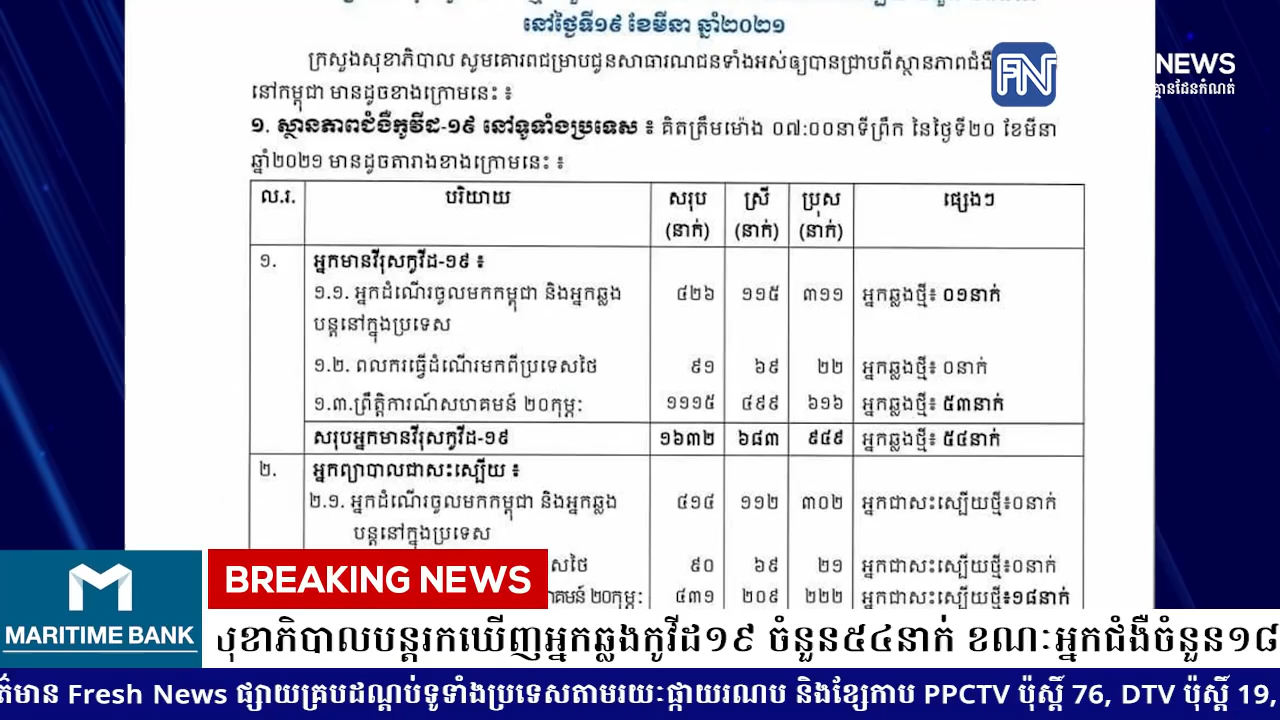 នៅថ្ងៃទី១៩ ខែមីនា ឆ្នាំ២០២១
ក្រសួងសុខាភិបាល សូមគោរពជម្រាបជូនសាធារណជនទាំងអស់ឲ្យបានជ្រាបពីស្ថានភាពជំងឺ
នៅកម្ពុជា មានដូចខាងក្រោមនេះ ៖
FN
NEWS
គ្មានដែនកំណត់
១. ស្ថានភាពជំងឺកូវីដ-១៩ នៅទូទាំងប្រទេស ៖ គិតត្រឹមម៉ោង ០៧:០០នាទីព្រឹក នៃថ្ងៃទី២០ ខែមីនា
ឆ្នាំ២០២១ មានដូចតារាងខាងក្រោមនេះ ៖
ល.រ. បរិយាយ សរុប (នាក់) ស្រី (នាក់) ប្រុស (នាក់) ផ្សេងៗ
១. អ្នកមានវីរុសកូវីដ-១៩ ៖
១.១. អ្នកដំណើរចូលមកកម្ពុជា និងអ្នកឆ្លង ៤២៦ ១១៥ ៣១១ អ្នកឆ្លងថ្មី៖ ០១នាក់
បន្តនៅក្នុងប្រទេស
១.២. ពលករធ្វើដំណើរមកពីប្រទេសថៃ ៩១ ៦៩ ២២ អ្នកឆ្លងថ្មី៖ ០នាក់
១.៣.ព្រឹត្តិការណ៍សហគមន៍ ២០កុម្ភៈ ១១១៥ ៤៩៩ ៦១៦ អ្នកឆ្លងថ្មី៖ ៥៣នាក់
សរុបអ្នកមានវីរុសកូវីដ-១៩ ១៦៣២ ៦៨៣ ៩៤៩ អ្នកឆ្លងថ្មី៖ ៥៤នាក់
២. អ្នកព្យាបាលជាសះស្បើយ ៖
២.១. អ្នកដំណើរចូលមកកម្ពុជា និងអ្នកឆ្លង ៤១៤ ១១២ ៣០២ អ្នកជាសះស្បើយថ្មី៖០នាក់
បន្តនៅក្នុងប្រទេស
សថៃ ៩០ ៦៩ ២១ អ្នកជាសះស្បើយថ្មី៖០នាក់
គមន៍ ២០កុម្ភៈ ៤៣១ ២០៩ ២២២ អ្នកជាសះស្បើយថ្មី៖១៨នាក់
BREAKING NEWS
MARITIME BANK
សុខាភិបាលបន្តរកឃើញអ្នកឆ្លងកូវីដ១៩ ចំនួន៥៤នាក់ ខណៈអ្នកជំងឺចំនួន១៨
ព័ត៌មាន Fresh News ផ្សាយគ្របដណ្តប់ទូទាំងប្រទេសតាមរយៈផ្កាយរណប និងខ្សែកាប PPCTV ប៉ុស្តិ៍ 76, DTV ប៉ុស្តិ៍ 19,